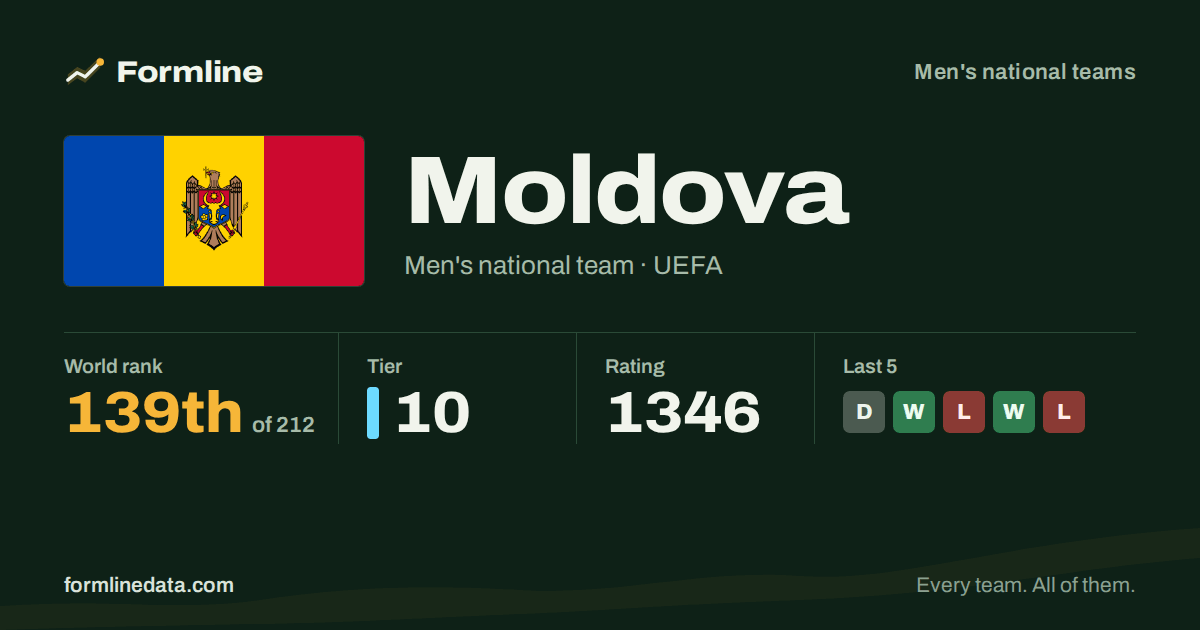 Formline
Men's national teams
Moldova
Men's national team · UEFA
World rank
139th of 212
Tier
10
Rating
1346
Last 5
D W L W L
formlinedata.com
Every team. All of them.